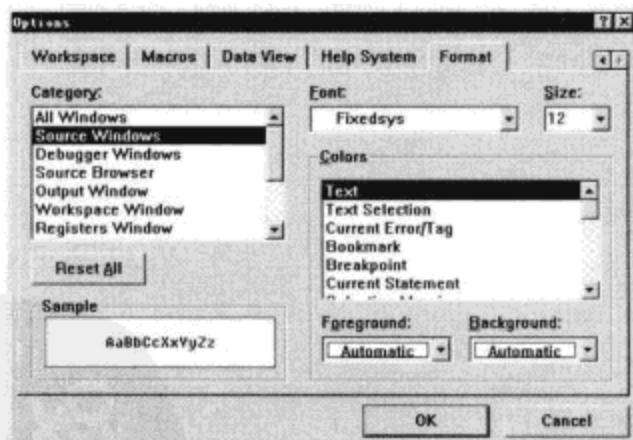 Options
Workspace Macros Data View Help System Format
Category:
All Windows
Source Windows
Debugger Windows
Source Browser
Output Window
Workspace Window
Registers Window
Reset All
Sample
AaBbCcXxYyZz
Font:
Fixedsys
Size:
12
Colors
Text
Text Selection
Current Error/Tag
Bookmark
Breakpoint
Current Statement
Foreground:
Automatic
Background:
Automatic
OK
Cancel